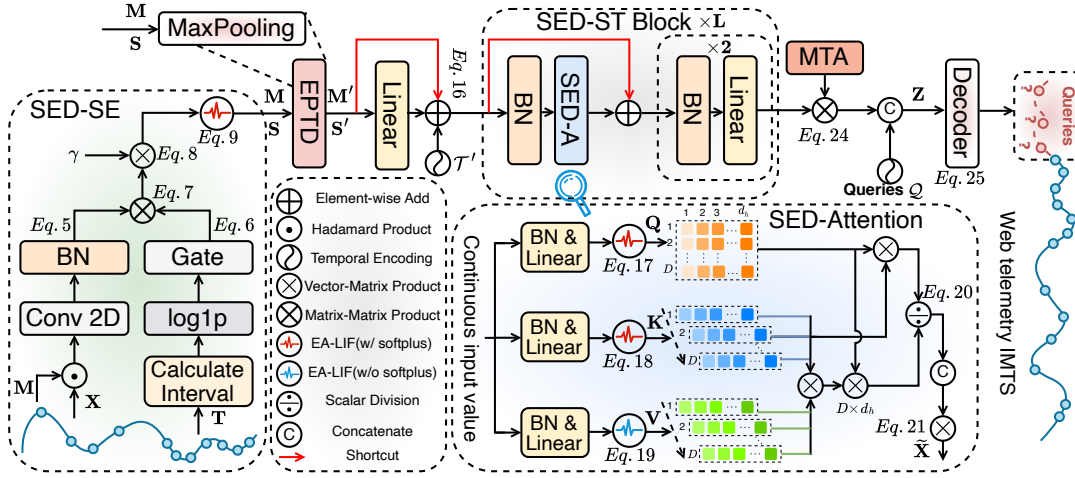 M
S
MaxPooling
SED-SE
M
S
EPTD
M′
S′
Linear
Eq. 16
𝒯′
SED-ST Block ×L
BN
SED-A
×2
BN
Linear
MTA
Eq. 24
C
Z
Queries 𝒬
Decoder
Eq. 25
Queries
Web telemetry IMTS
Eq. 9
γ
Eq. 8
Eq. 7
Eq. 5
Eq. 6
BN
Gate
Conv 2D
log1p
Calculate
Interval
M
X
T
Element-wise Add
Hadamard Product
Temporal Encoding
Vector-Matrix Product
Matrix-Matrix Product
EA-LIF(w/ softplus)
EA-LIF(w/o softplus)
Scalar Division
C
Concatenate
Shortcut
SED-Attention
Continuous input value
BN &
Linear
Eq. 17
Q
1 2 3 ... d_h
1
2
D
BN &
Linear
Eq. 18
K
1
2
D
BN &
Linear
Eq. 19
V
1
2
D
D×d_h
Eq. 20
C
Eq. 21
X̃